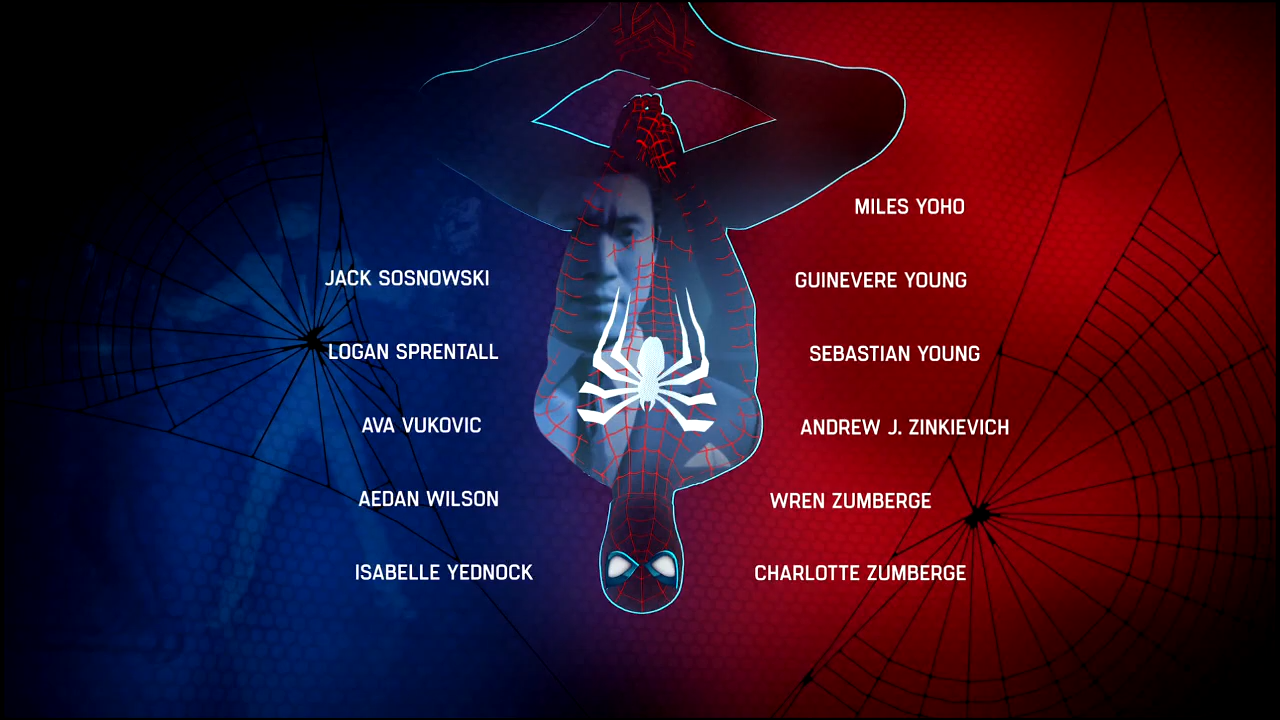 JACK SOSNOWSKI
LOGAN SPRENTALL
AVA VUKOVIC
AEDAN WILSON
ISABELLE YEDNOCK
MILES YOHO
GUINEVERE YOUNG
SEBASTIAN YOUNG
ANDREW J. ZINKIEVICH
WREN ZUMBERGE
CHARLOTTE ZUMBERGE